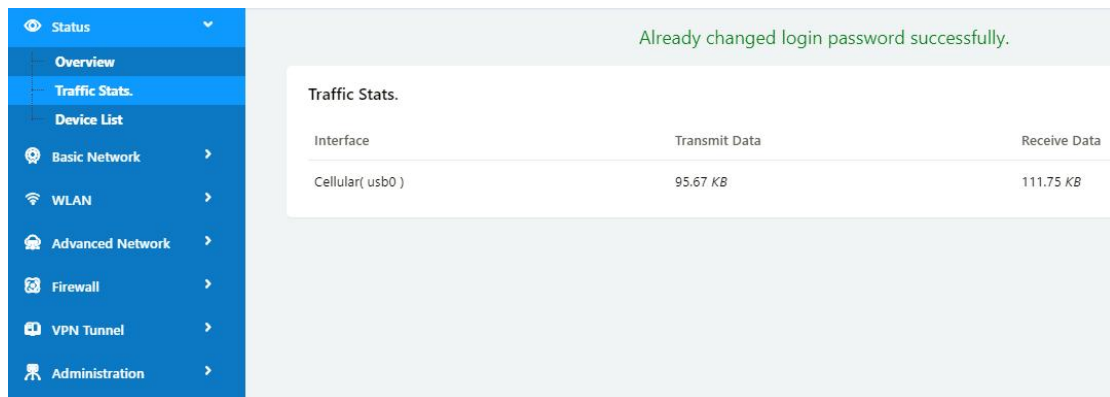 Status
Overview
Traffic Stats.
Device List
Basic Network
WLAN
Advanced Network
Firewall
VPN Tunnel
Administration
Already changed login password successfully.
Traffic Stats.
Interface Transmit Data Receive Data
Cellular( usb0 ) 95.67 KB 111.75 KB